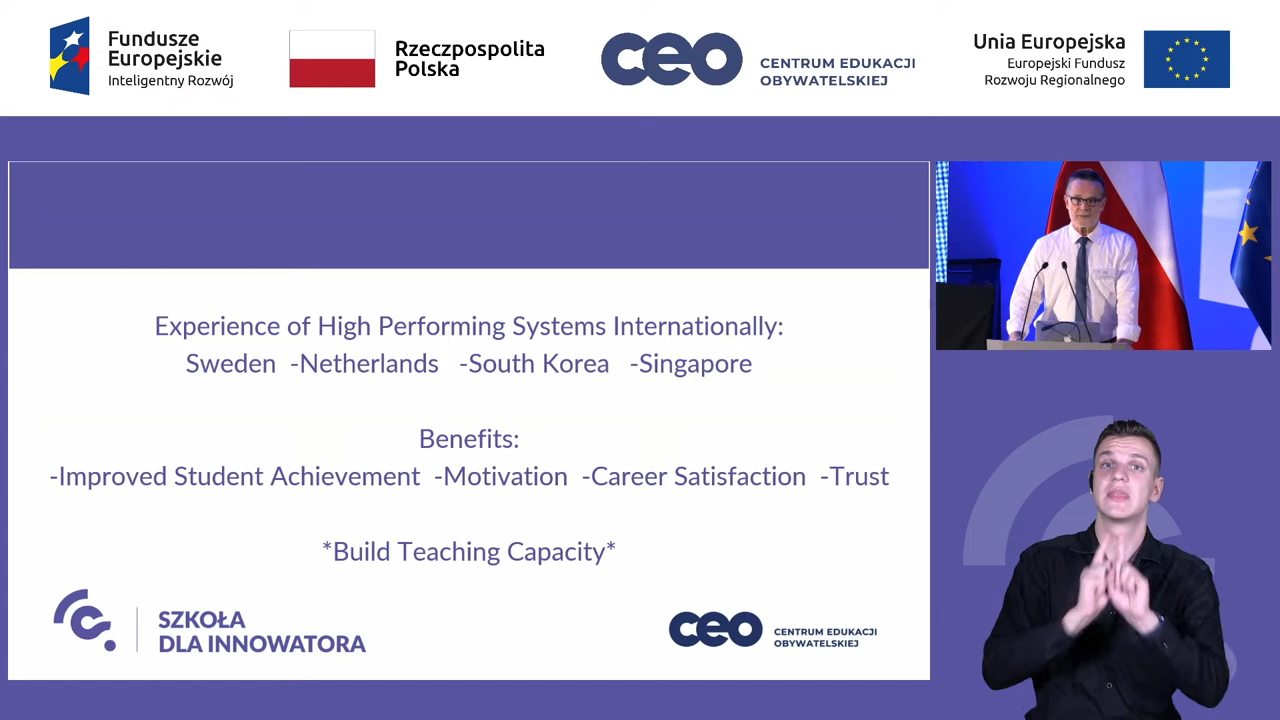 Fundusze
Europejskie
Inteligentny Rozwój
Rzeczpospolita
Polska
ceo
CENTRUM EDUKACJI
OBYWATELSKIEJ
Unia Europejska
Europejski Fundusz
Rozwoju Regionalnego
Experience of High Performing Systems Internationally:
Sweden -Netherlands -South Korea -Singapore
Benefits:
-Improved Student Achievement -Motivation -Career Satisfaction -Trust
*Build Teaching Capacity*
SZKOŁA
DLA INNOWATORA
ceo
CENTRUM EDUKACJI
OBYWATELSKIEJ